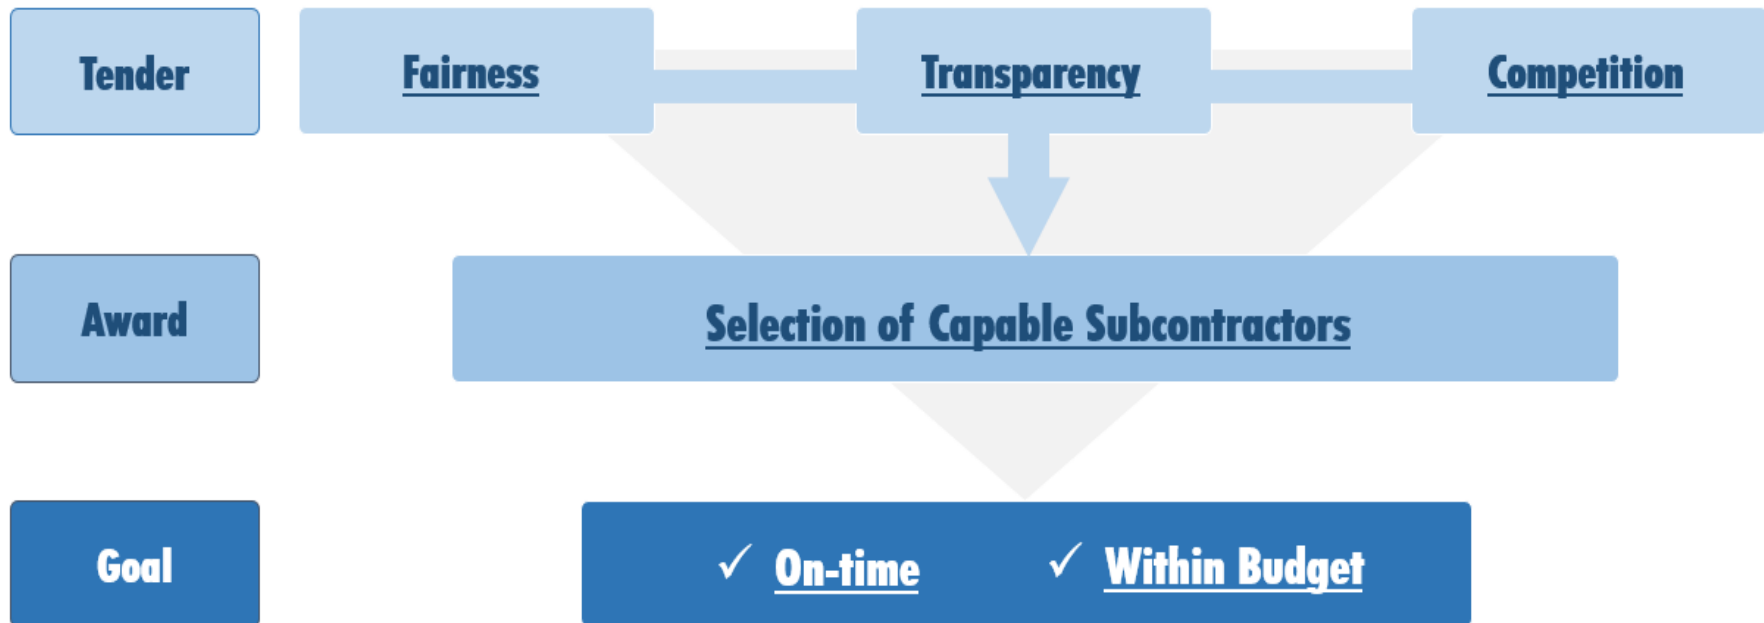 Tender
Fairness
Transparency
Competition
Award
Selection of Capable Subcontractors
Goal
✓ On-time
✓ Within Budget